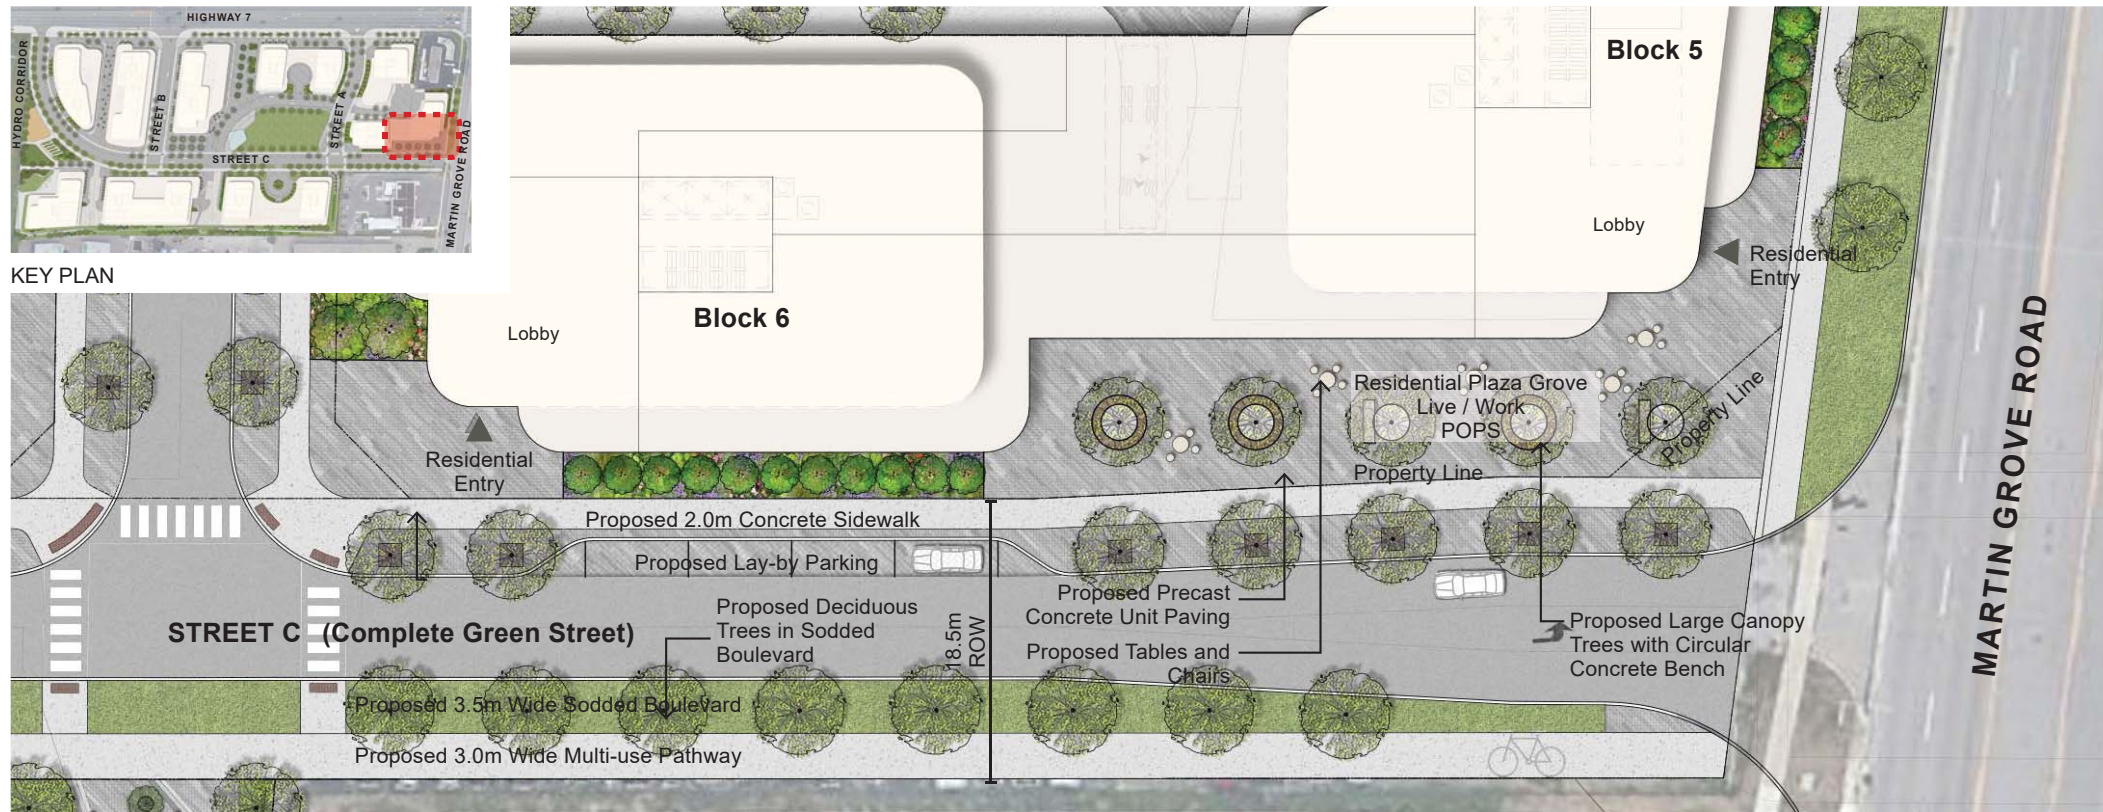 HIGHWAY 7
HYDRO CORRIDOR
STREET B
STREET A
STREET C
MARTIN GROVE ROAD
KEY PLAN
Block 5
Lobby
Residential
Entry
Block 6
Lobby
Residential
Entry
Residential Plaza Grove
Live / Work
POPS
Property Line
Property Line
MARTIN GROVE ROAD
Proposed 2.0m Concrete Sidewalk
Proposed Lay-by Parking
STREET C (Complete Green Street)
Proposed Deciduous
Trees in Sodded
Boulevard
18.5m
ROW
Proposed Precast
Concrete Unit Paving
Proposed Tables and
Chairs
Proposed Large Canopy
Trees with Circular
Concrete Bench
Proposed 3.5m Wide Sodded Boulevard
Proposed 3.0m Wide Multi-use Pathway